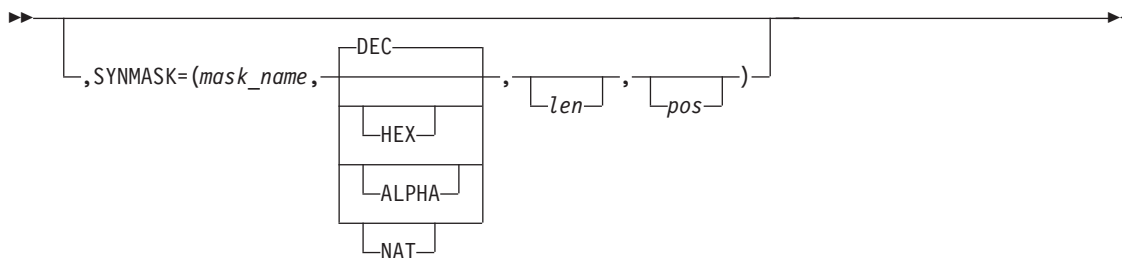 DEC
,SYNMASK=(mask_name, , len , pos )
HEX
ALPHA
NAT